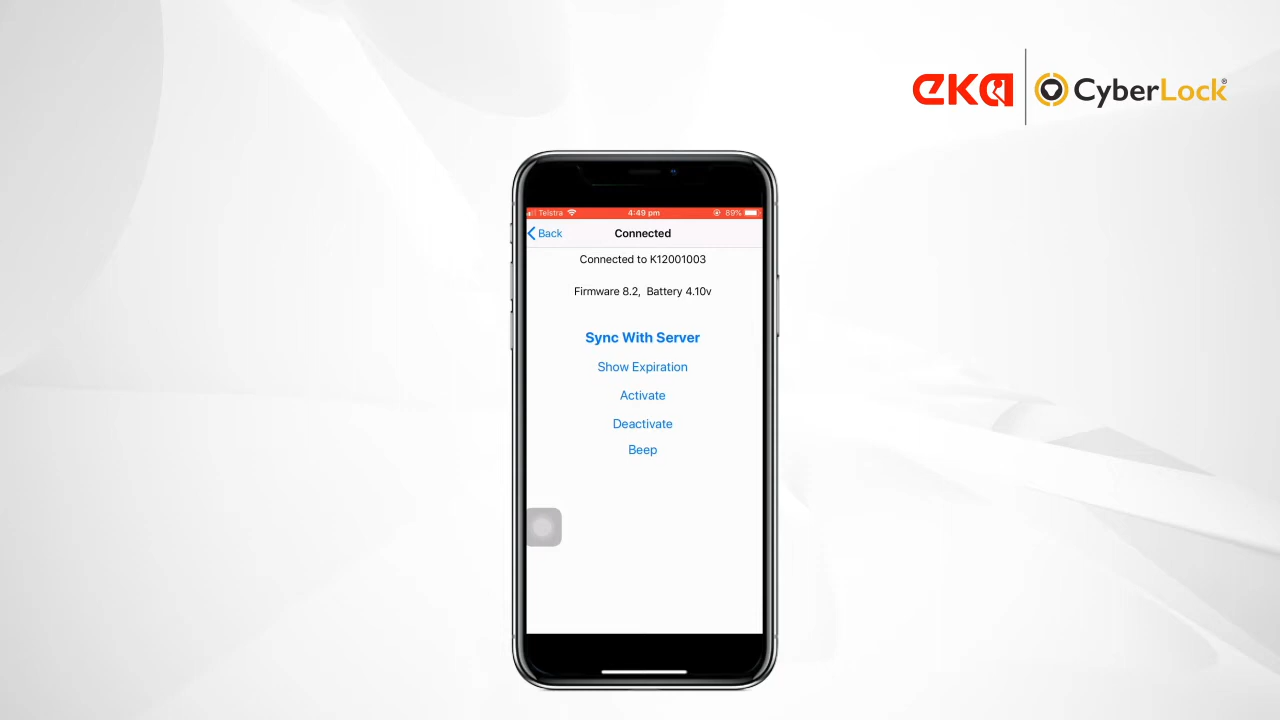 eka
CyberLock®
Telstra 4:49 pm 89%
Back Connected
Connected to K12001003
Firmware 8.2, Battery 4.10v
Sync With Server
Show Expiration
Activate
Deactivate
Beep